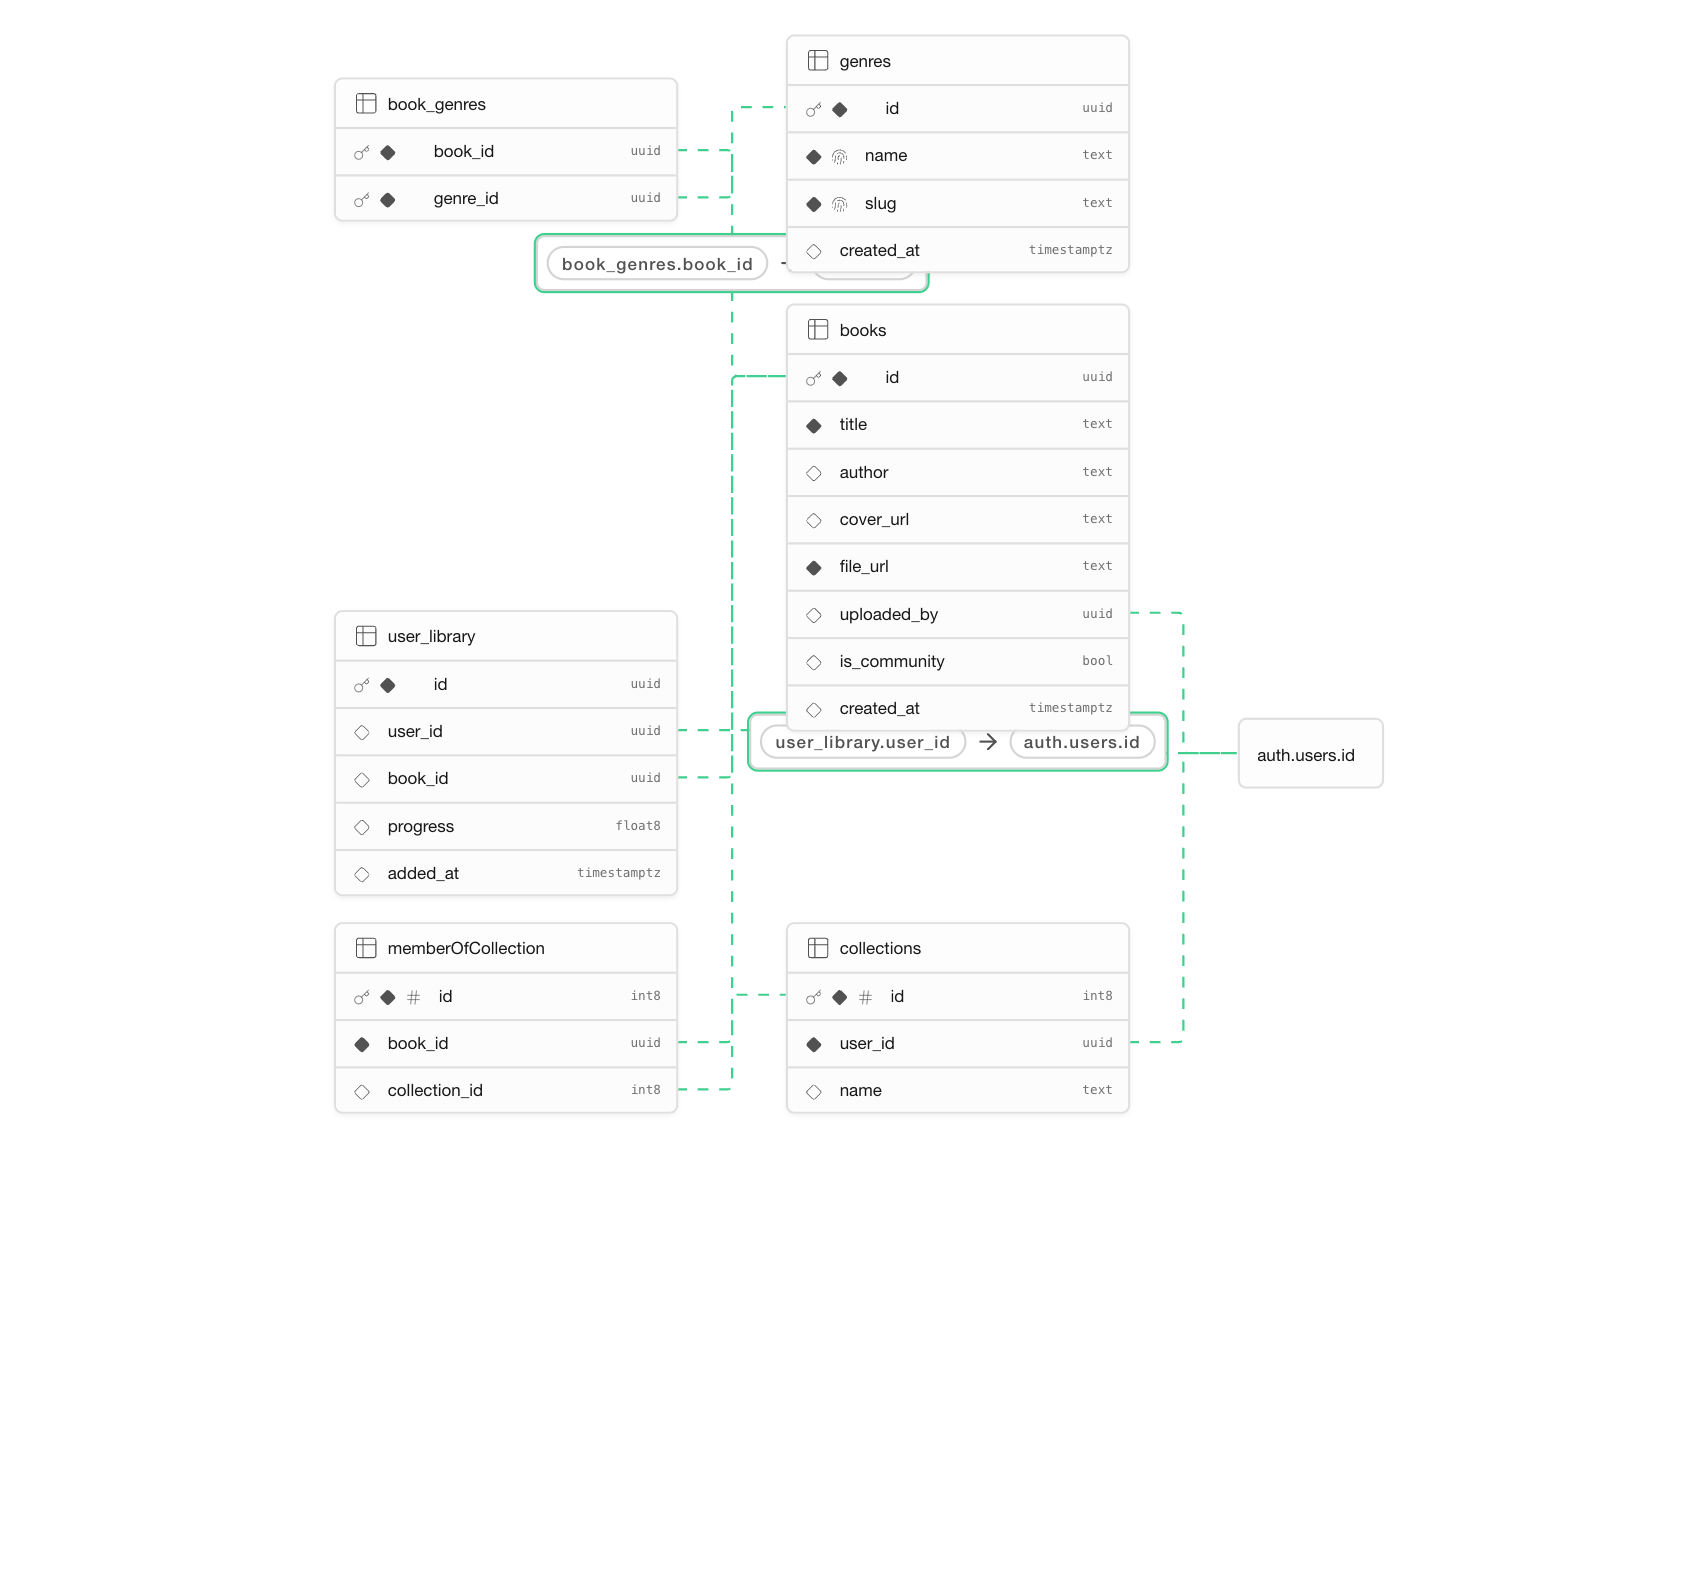 book_genres
book_id uuid
genre_id uuid
genres
id uuid
name text
slug text
created_at timestamptz
book_genres.book_id
books
id uuid
title text
author text
cover_url text
file_url text
uploaded_by uuid
is_community bool
created_at timestamptz
user_library
id uuid
user_id uuid
book_id uuid
progress float8
added_at timestamptz
user_library.user_id → auth.users.id
auth.users.id
memberOfCollection
# id int8
book_id uuid
collection_id int8
collections
# id int8
user_id uuid
name text